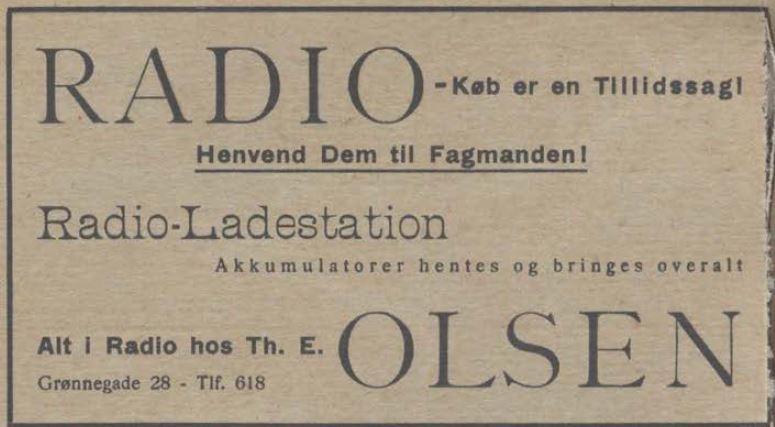 RADIO-Køb er en Tillidssag!
Henvend Dem til Fagmanden!
Radio-Ladestation
Akkumulatorer hentes og bringes overalt
Alt i Radio hos Th. E. OLSEN
Grønnegade 28 - Tlf. 618